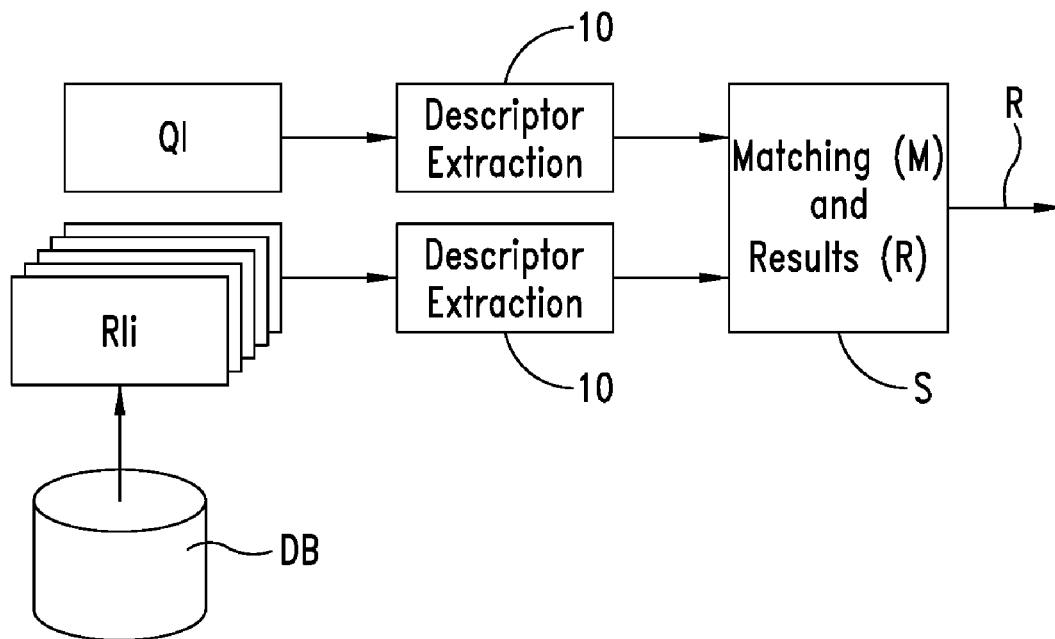 10
R
QI
Descriptor
Extraction
Matching (M)
and
Results (R)
Descriptor
Extraction
RIi
10
S
DB